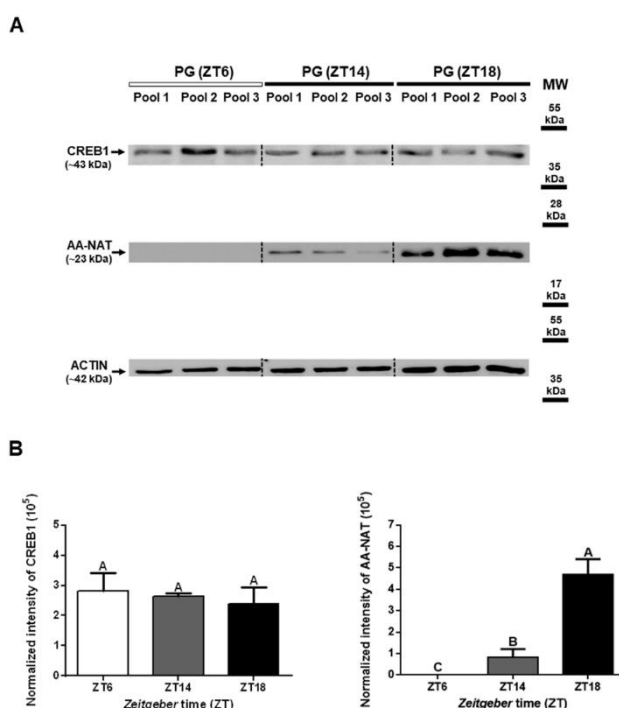 A
PG (ZT6) PG (ZT14) PG (ZT18) MW
Pool 1 Pool 2 Pool 3 Pool 1 Pool 2 Pool 3 Pool 1 Pool 2 Pool 3
55
kDa
CREB1
(~43 kDa)
35
kDa
28
kDa
AA-NAT
(~23 kDa)
17
kDa
55
kDa
ACTIN
(~42 kDa)
35
kDa
B
Normalized intensity of CREB1 (10⁵)
5
4
3
2
1
0
A A A
ZT6 ZT14 ZT18
Zeitgeber time (ZT)
Normalized intensity of AA-NAT (10⁵)
7
6
5
4
3
2
1
0
C B A
ZT6 ZT14 ZT18
Zeitgeber time (ZT)